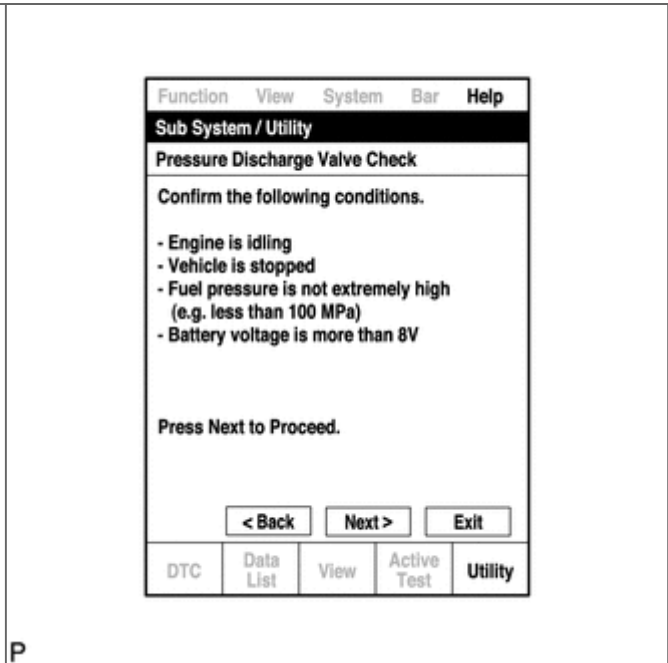 Function View System Bar Help
Sub System / Utility
Pressure Discharge Valve Check
Confirm the following conditions.
- Engine is idling
- Vehicle is stopped
- Fuel pressure is not extremely high
(e.g. less than 100 MPa)
- Battery voltage is more than 8V
Press Next to Proceed.
< Back Next > Exit
DTC Data List View Active Test Utility
P